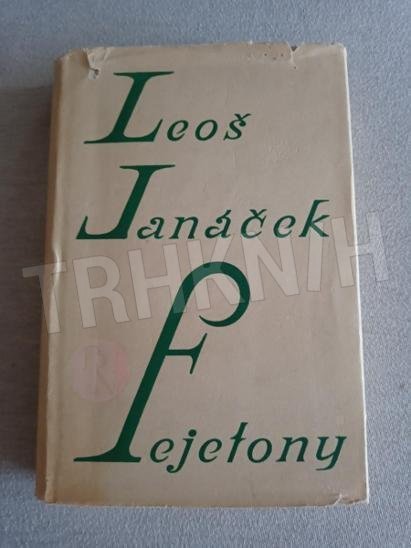 Leoš
Janáček
TRHKNIH
Fejetony